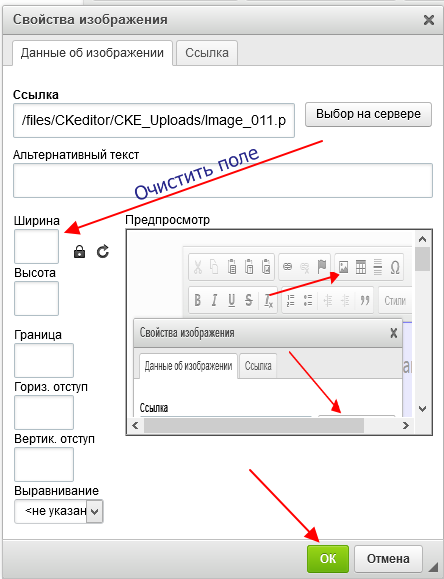 Свойства изображения
Данные об изображении
Ссылка
Ссылка
/files/CKeditor/CKE_Uploads/Image_011.p
Выбор на сервере
Альтернативный текст
Очистить поле
Ширина
Предпросмотр
Высота
B I U S Ix
Стили
Свойства изображения
Данные об изображении
Ссылка
Ссылка
Граница
Гориз. отступ
Вертик. отступ
Выравнивание
<не указан
ОК
Отмена